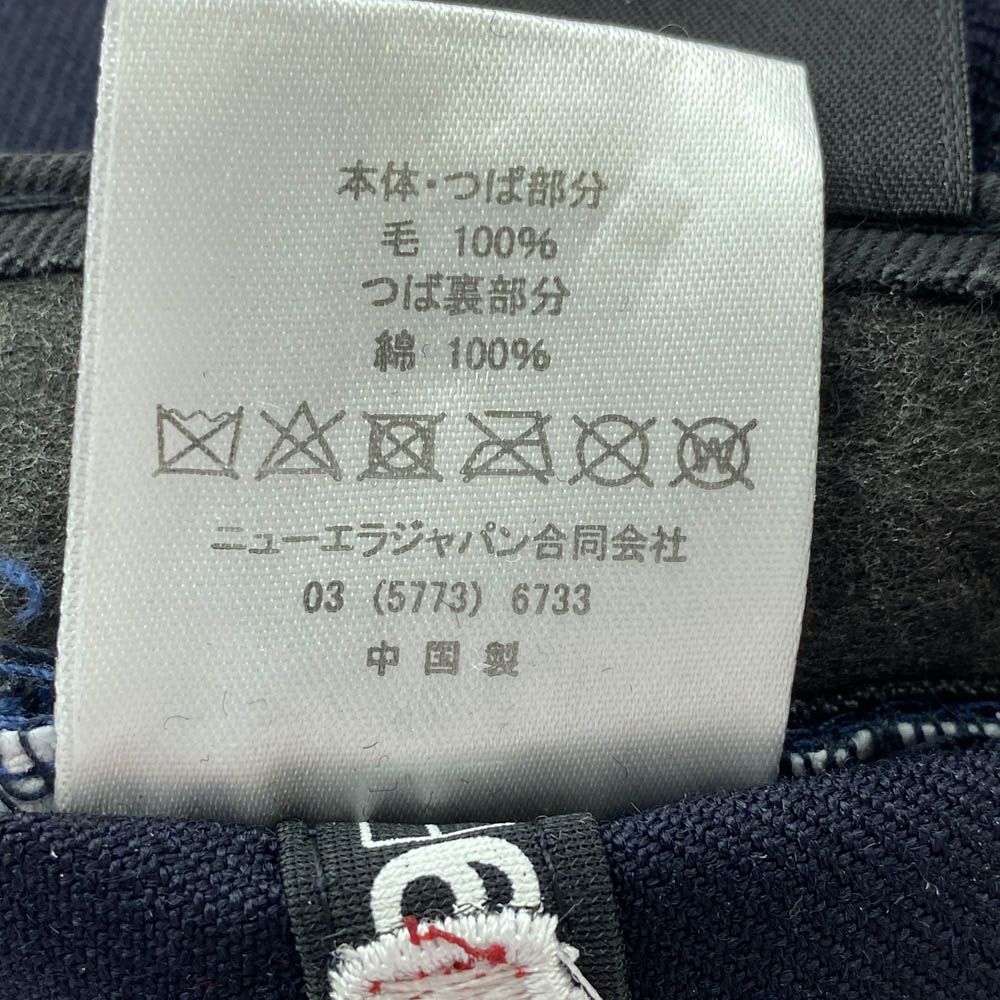 本体・つば部分
毛 100%
つば裏部分
綿 100%
ニューエラジャパン合同会社
03 (5773) 6733
中国製